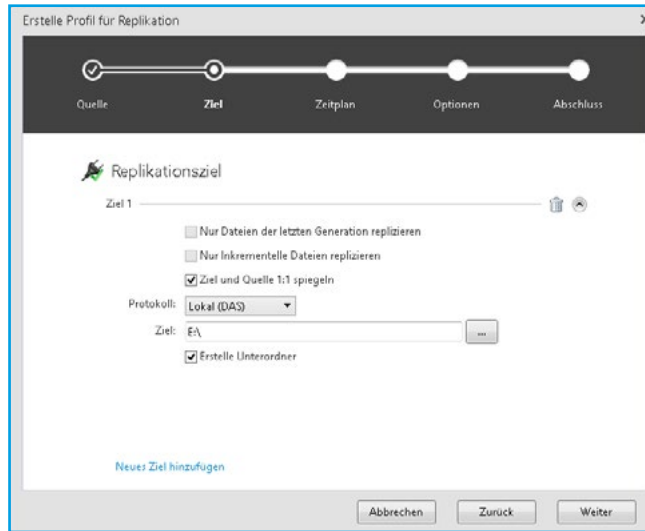 Erstelle Profil für Replikation
Quelle Ziel Zeitplan Optionen Abschluss
Replikationsziel
Ziel 1
Nur Dateien der letzten Generation replizieren
Nur Inkrementelle Dateien replizieren
Ziel und Quelle 1:1 spiegeln
Protokoll: Lokal (DAS)
Ziel: E:\ ...
Erstelle Unterordner
Neues Ziel hinzufügen
Abbrechen Zurück Weiter